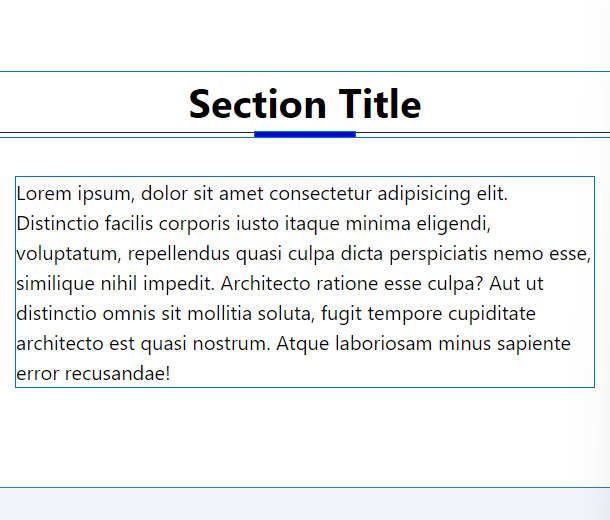 Section Title
Lorem ipsum, dolor sit amet consectetur adipisicing elit.
Distinctio facilis corporis iusto itaque minima eligendi,
voluptatum, repellendus quasi culpa dicta perspiciatis nemo esse,
similique nihil impedit. Architecto ratione esse culpa? Aut ut
distinctio omnis sit mollitia soluta, fugit tempore cupiditate
architecto est quasi nostrum. Atque laboriosam minus sapiente
error recusandae!